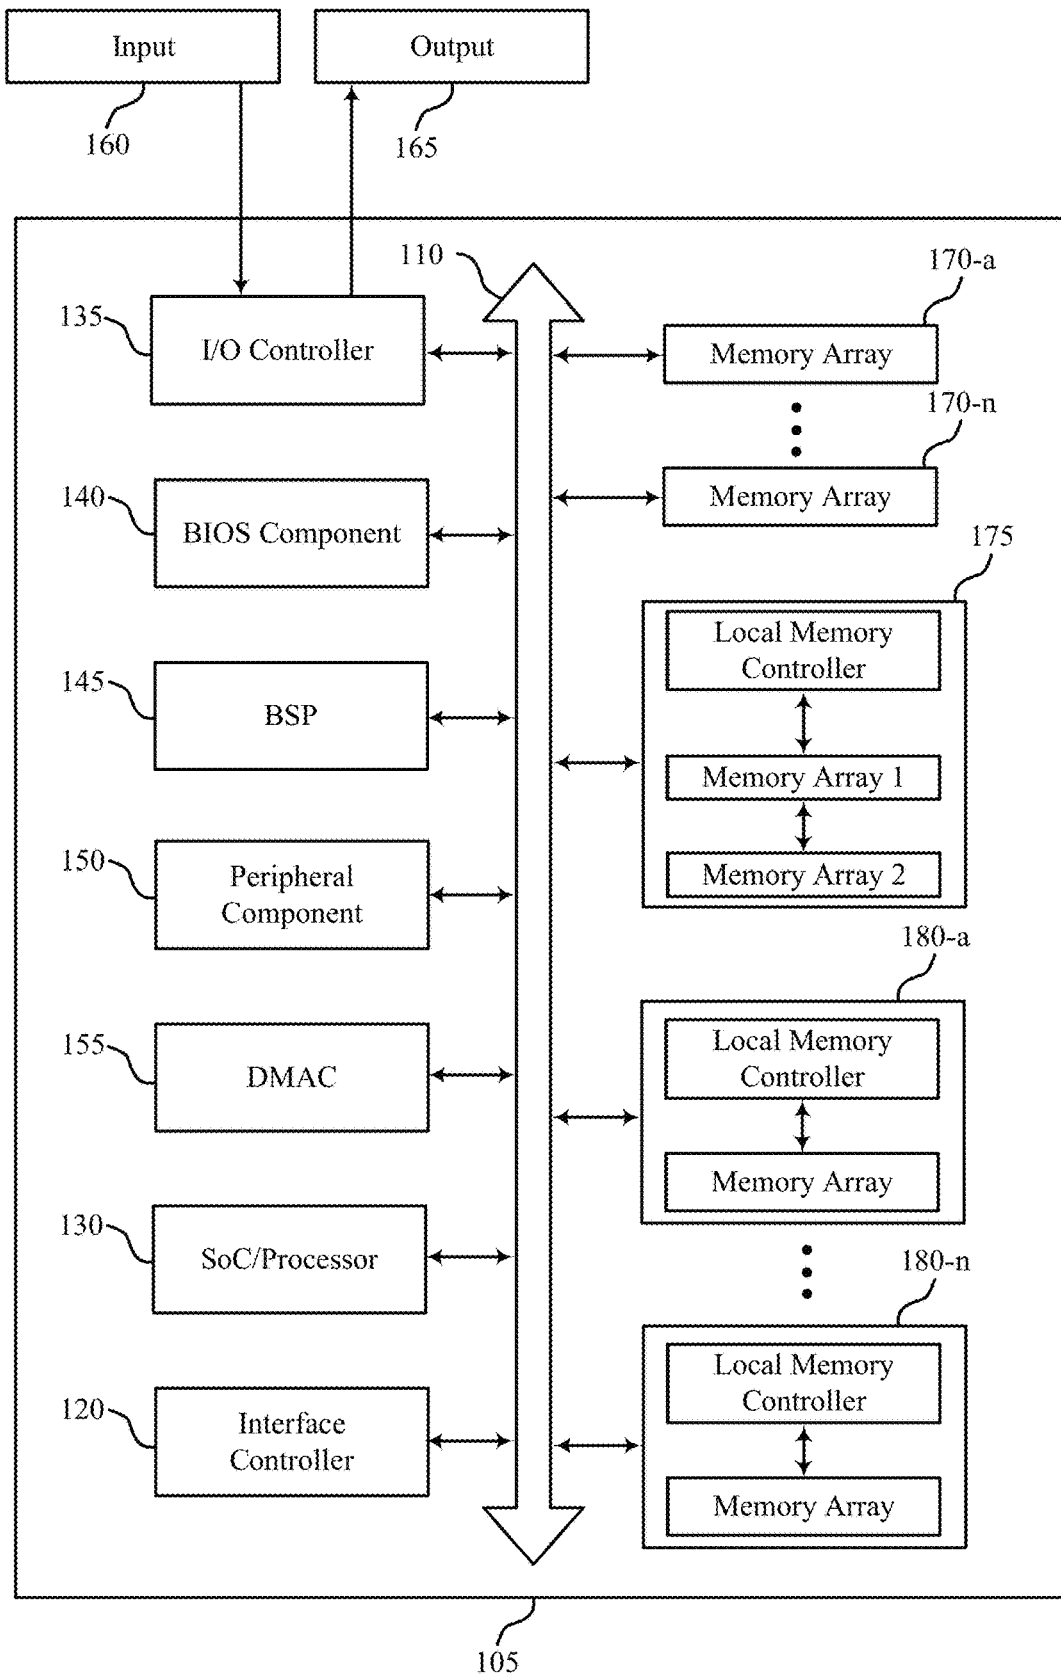 Input
Output
160
165
110
170-a
135
I/O Controller
Memory Array
170-n
140
BIOS Component
Memory Array
175
145
BSP
Local Memory
Controller
Memory Array 1
Memory Array 2
150
Peripheral
Component
180-a
155
DMAC
Local Memory
Controller
Memory Array
130
SoC/Processor
180-n
120
Interface
Controller
Local Memory
Controller
Memory Array
105